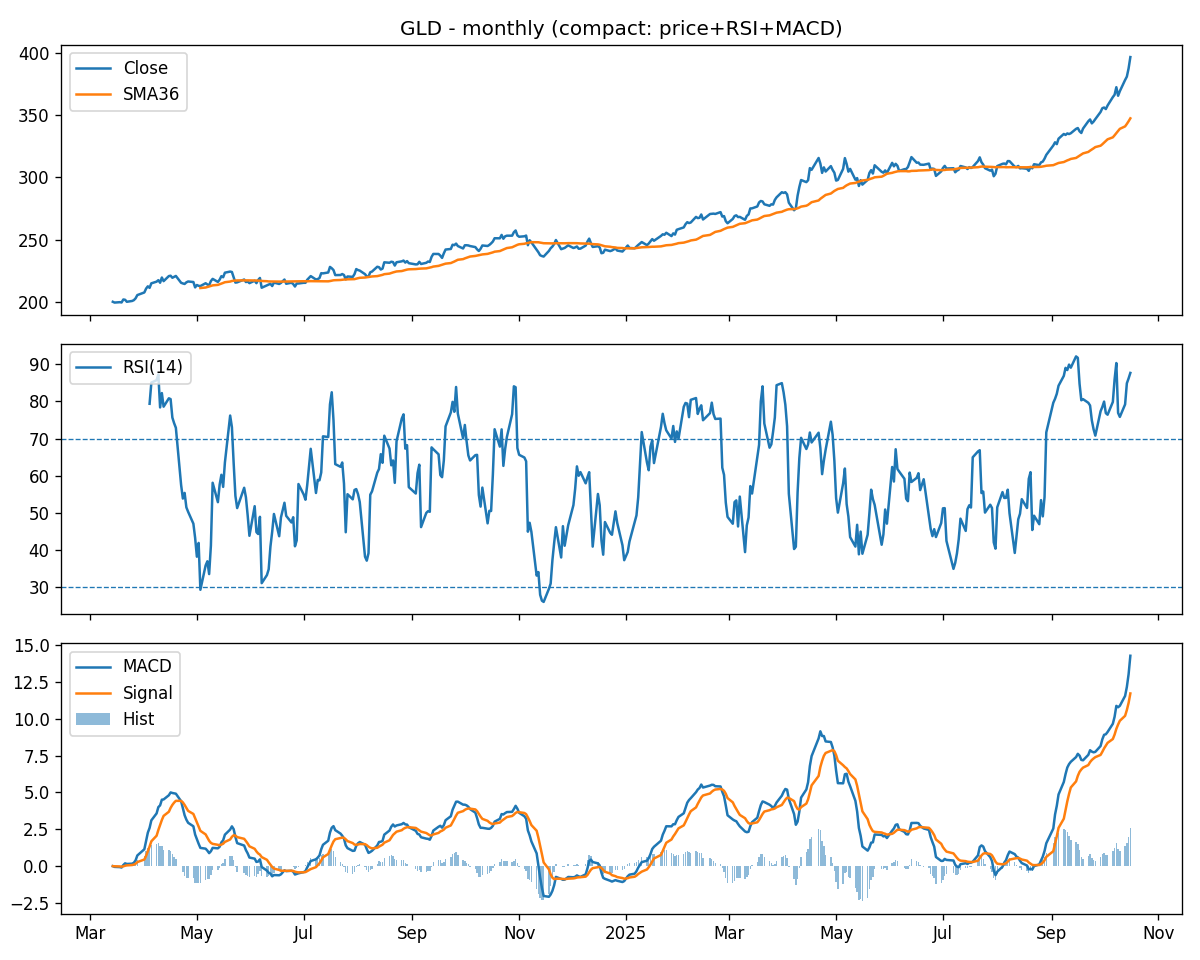 GLD - monthly (compact: price+RSI+MACD)
400
350
300
250
200
Close
SMA36
90
80
70
60
50
40
30
RSI(14)
15.0
12.5
10.0
7.5
5.0
2.5
0.0
−2.5
MACD
Signal
Hist
Mar May Jul Sep Nov 2025 Mar May Jul Sep Nov